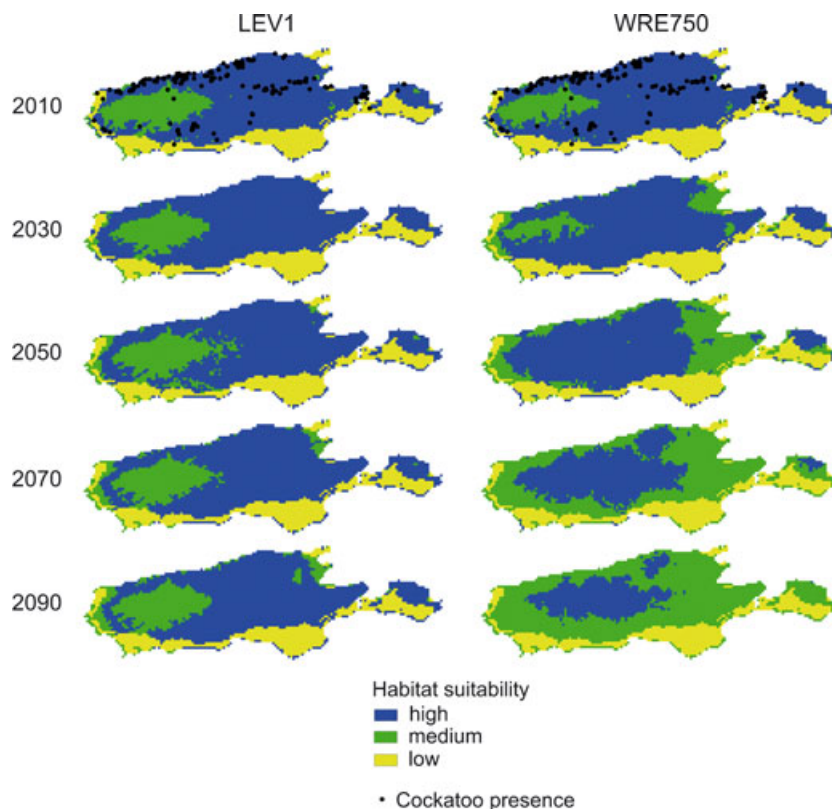 LEV1 WRE750
2010
2030
2050
2070
2090
Habitat suitability
high
medium
low
Cockatoo presence